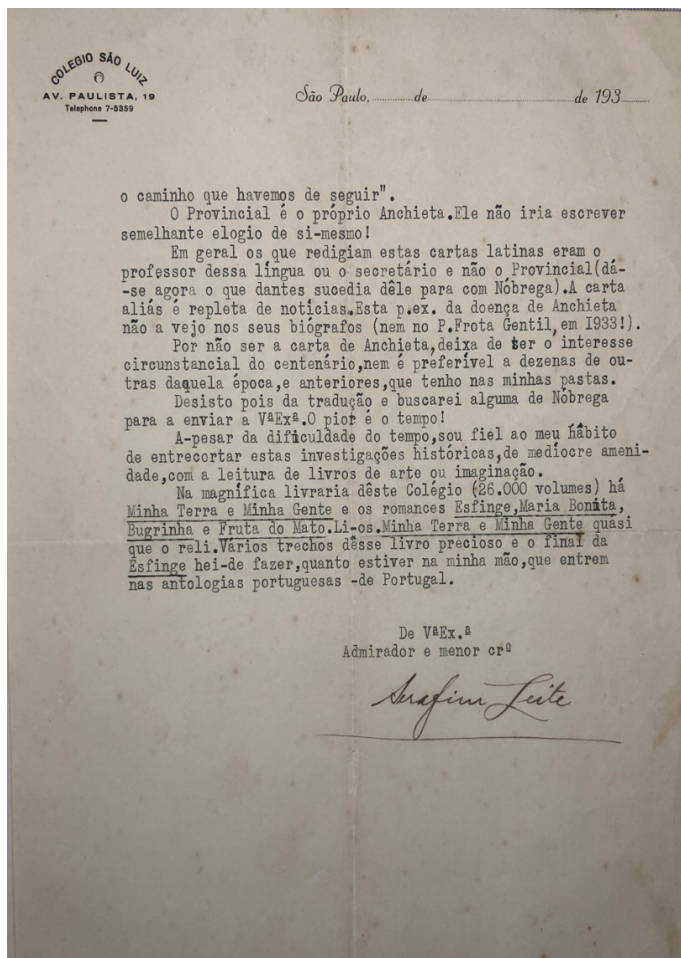 COLEGIO SÃO LUIZ
AV. PAULISTA, 19
Telephone 7-5359
São Paulo, de de 193
o caminho que havemos de seguir".
O Provincial é o próprio Anchieta.Ele não iria escrever
semelhante elogio de si-mesmo!
Em geral os que redigiam estas cartas latinas eram o
professor dessa língua ou o secretário e não o Provincial(dá-
-se agora o que dantes sucedia dêle para com Nóbrega).A carta
aliás é repleta de notícias.Esta p.ex. da doença de Anchieta
não a vejo nos seus biógrafos (nem no P.Frota Gentil,em I933!).
Por não ser a carta de Anchieta,deixa de ter o interesse
circunstancial do centenário,nem é preferível a dezenas de ou-
tras daquela época,e anteriores,que tenho nas minhas pastas.
Desisto pois da tradução e buscarei alguma de Nóbrega
para a enviar a VªExª.O pior é o tempo!
A-pesar da dificuldade do tempo,sou fiel ao meu hábito
de entrecortar estas investigações históricas,de medíocre ameni-
dade,com a leitura de livros de arte ou imaginação.
Na magnífica livraria dêste Colégio (26.000 volumes) há
Minha Terra e Minha Gente e os romances Esfinge,Maria Bonita,
Bugrinha e Fruta do Mato.Li-os.Minha Terra e Minha Gente quási
que o reli.Vários trechos dêsse livro precioso e o final da
Esfinge hei-de fazer,quanto estiver na minha mão,que entrem
nas antologias portuguesas -de Portugal.
De VªEx.ª
Admirador e menor crº
Serafim Leite